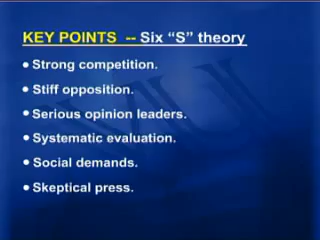 KEY POINTS -- Six “S” theory
• Strong competition.
• Stiff opposition.
• Serious opinion leaders.
• Systematic evaluation.
• Social demands.
• Skeptical press.